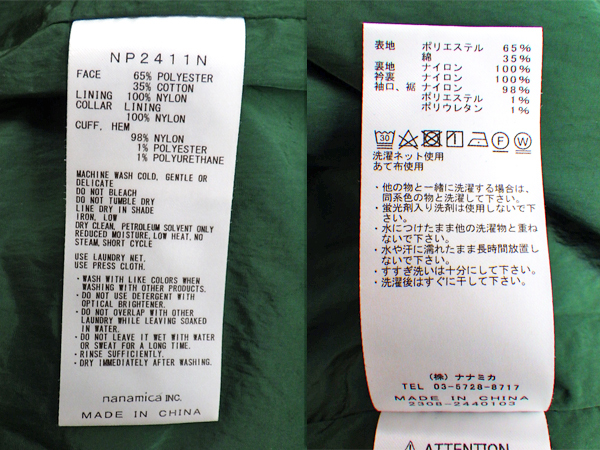 NP2411N
FACE 65% POLYESTER
35% COTTON
LINING 100% NYLON
COLLAR LINING
100% NYLON
CUFF, HEM
98% NYLON
1% POLYESTER
1% POLYURETHANE
MACHINE WASH COLD, GENTLE OR
DELICATE
DO NOT BLEACH
DO NOT TUMBLE DRY
LINE DRY IN SHADE
IRON, LOW
DRY CLEAN, PETROLEUM SOLVENT ONLY
REDUCED MOISTURE, LOW HEAT, NO
STEAM, SHORT CYCLE
USE LAUNDRY NET.
USE PRESS CLOTH.
・WASH WITH LIKE COLORS WHEN
WASHING WITH OTHER PRODUCTS.
・DO NOT USE DETERGENT WITH
OPTICAL BRIGHTENER.
・DO NOT OVERLAP WITH OTHER
LAUNDRY WHILE LEAVING SOAKED
IN WATER.
・DO NOT LEAVE IT WET WITH WATER
OR SWEAT FOR A LONG TIME.
・RINSE SUFFICIENTLY.
・DRY IMMEDIATELY AFTER WASHING.
nanamica INC.
MADE IN CHINA
表地 ポリエステル 65%
綿 35%
裏地 ナイロン 100%
衿裏 ナイロン 100%
袖口、裾 ナイロン 98%
ポリエステル 1%
ポリウレタン 1%
30 F W
洗濯ネット使用
あて布使用
・他の物と一緒に洗濯する場合は、
同系色の物と洗濯して下さい。
・蛍光剤入り洗剤は使用しないで下
さい。
・水につけたまま他の洗濯物と重ね
ないで下さい。
・水や汗に濡れたまま長時間放置し
ないで下さい。
・すすぎ洗いは十分にして下さい。
・洗濯後はすぐに干して下さい。
(株) ナナミカ
TEL 03-5728-8717
MADE IN CHINA
2308-2440103
ATTENTION